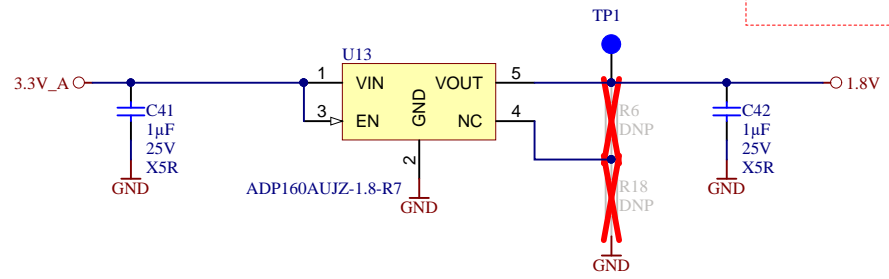 TP1
U13
3.3V_A
1
VIN
VOUT
5
1.8V
3
EN
GND
NC
4
2
C41
1µF
25V
X5R
GND
R6
DNP
C42
1µF
25V
X5R
GND
R18
DNP
ADP160AUJZ-1.8-R7
GND
GND